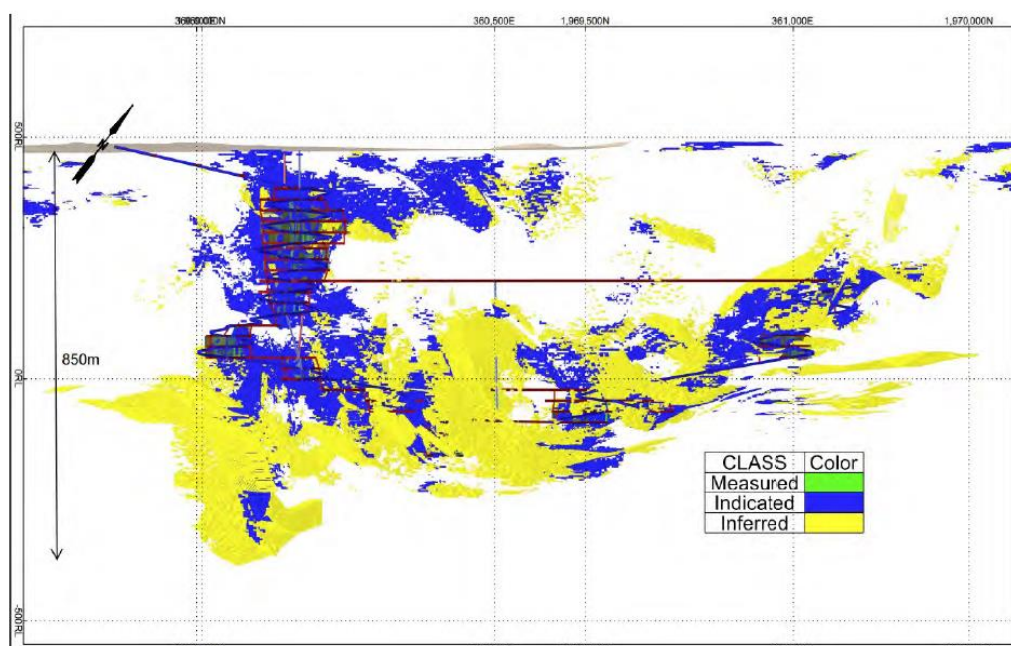 360,500E
1,969,500N
361,000E
1,970,000N
500RL
850m
0RL
CLASS Color
Measured
Indicated
Inferred
-500RL